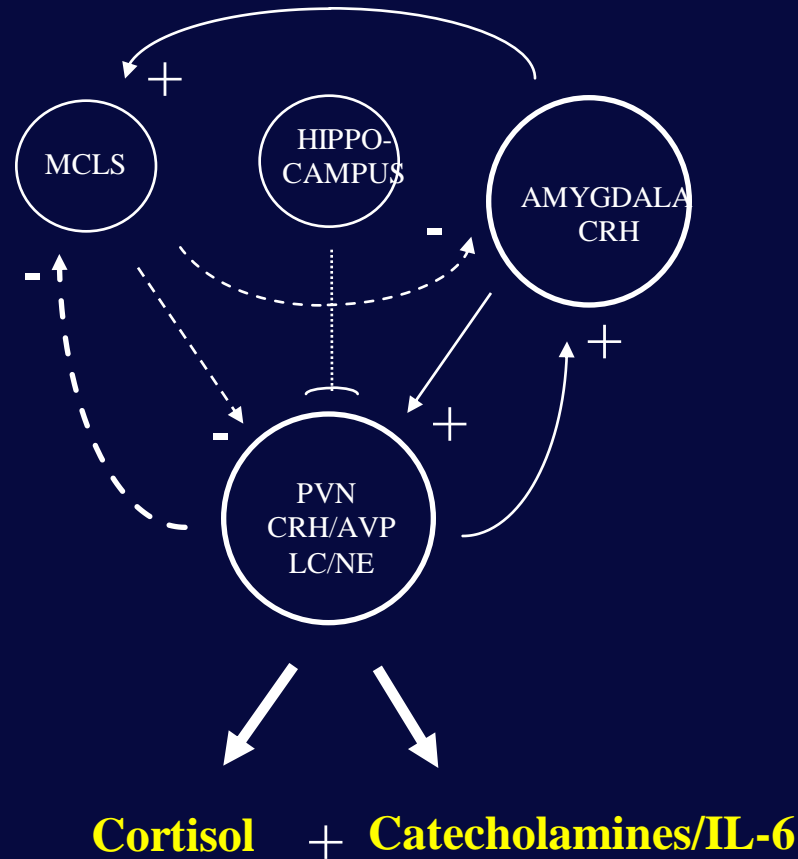 +
MCLS
HIPPO-
CAMPUS
AMYGDALA
CRH
-
-
+
-
+
PVN
CRH/AVP
LC/NE
Cortisol + Catecholamines/IL-6